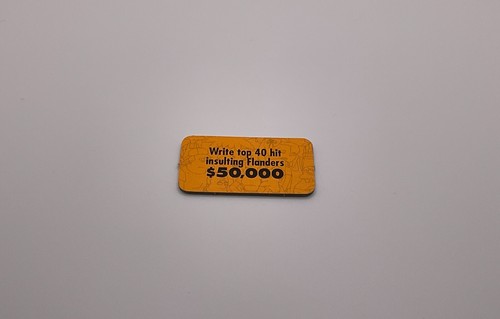 Write top 40 hit
insulting Flanders
$50,000